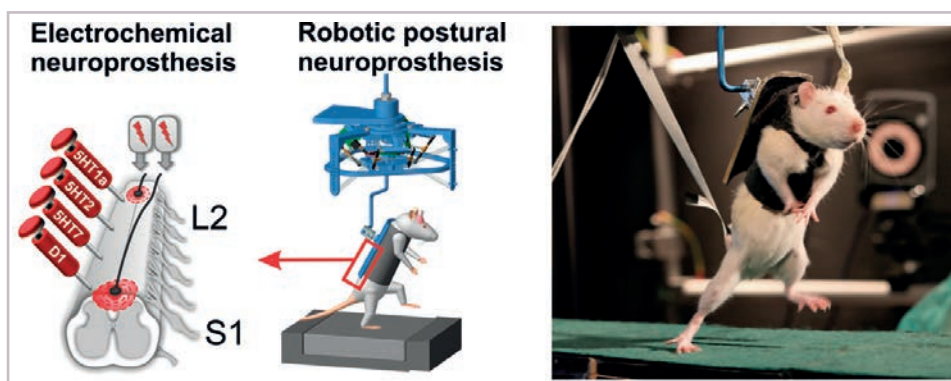 Electrochemical
neuroprosthesis
Robotic postural
neuroprosthesis
5HT1a
5HT2
5HT7
D1
L2
S1